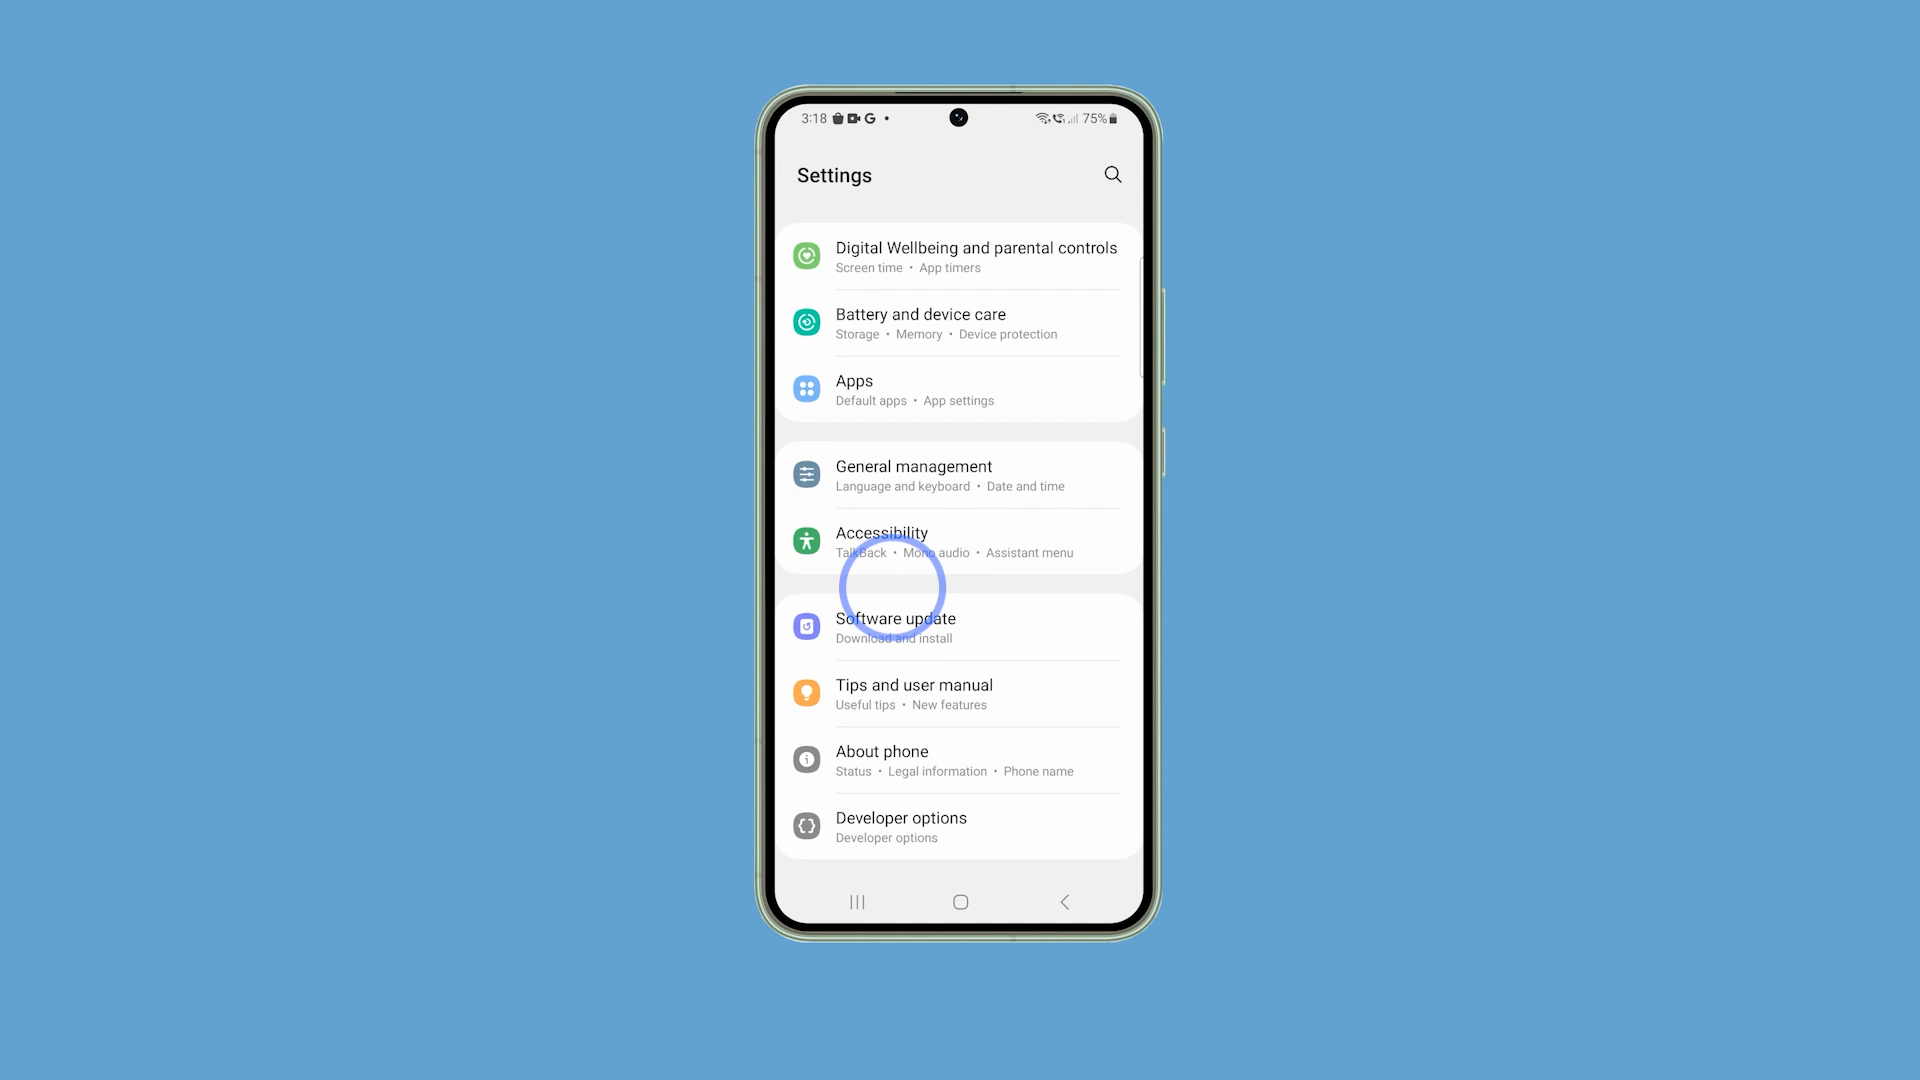 3:18 75%
Settings
Digital Wellbeing and parental controls
Screen time • App timers
Battery and device care
Storage • Memory • Device protection
Apps
Default apps • App settings
General management
Language and keyboard • Date and time
Accessibility
TalkBack • Mono audio • Assistant menu
Software update
Download and install
Tips and user manual
Useful tips • New features
About phone
Status • Legal information • Phone name
Developer options
Developer options